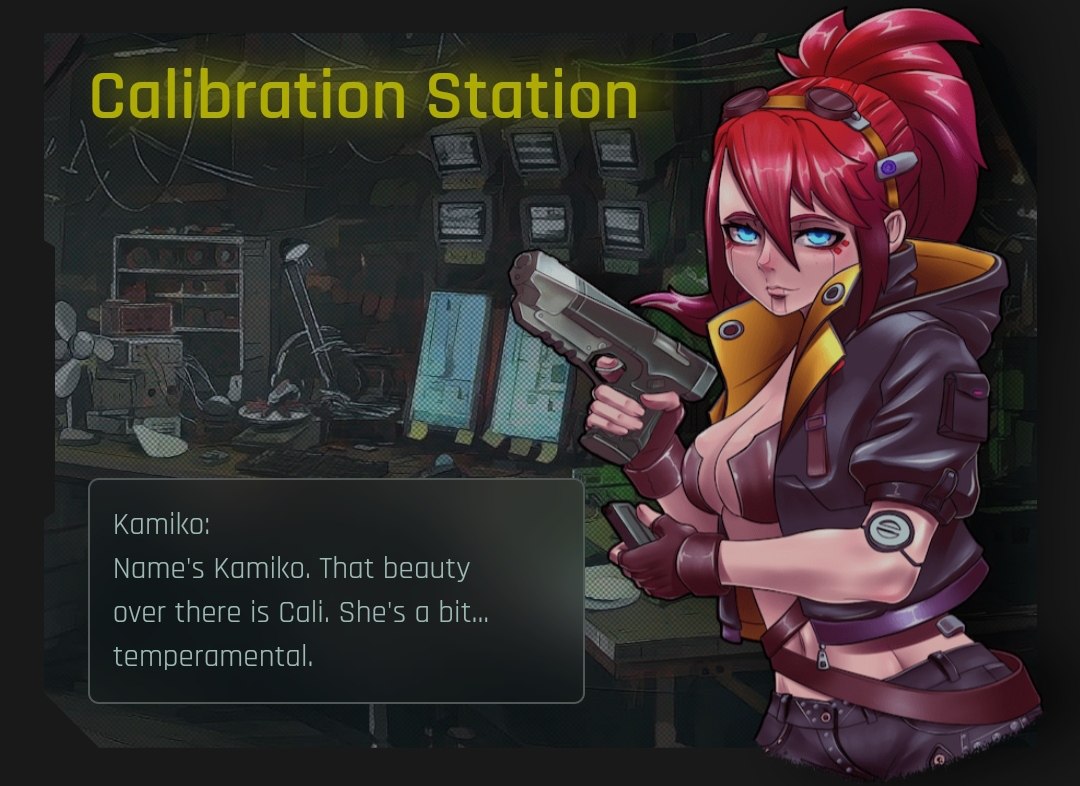 Calibration Station
Kamiko:
Name's Kamiko. That beauty
over there is Cali. She's a bit...
temperamental.